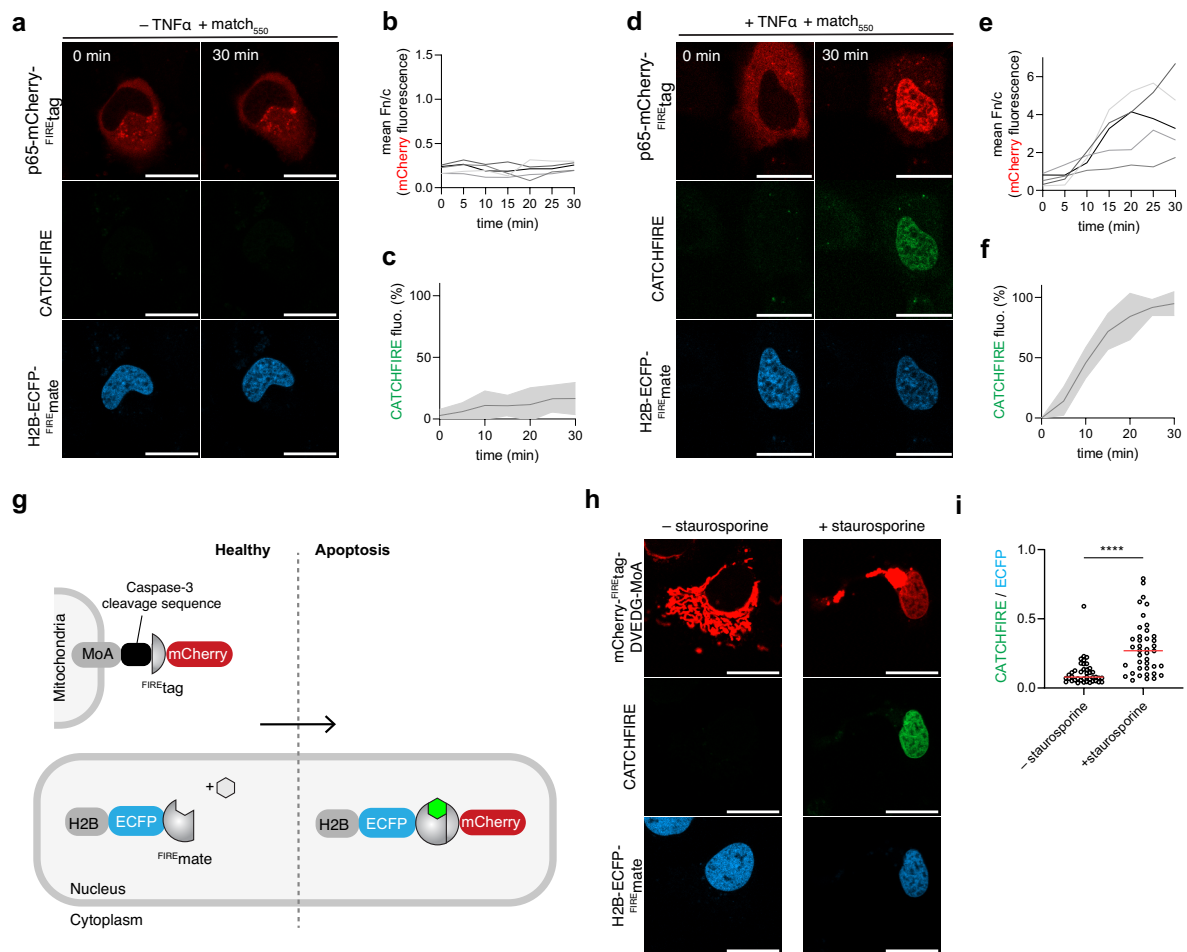 a
– TNFα + match550
0 min
30 min
p65-mCherry-
FIREtag
CATCHFIRE
H2B-ECFP-
FIREmate
b
1.5
1.0
0.5
0.0
mean Fn/c
(mCherry fluorescence)
0 5 10 15 20 25 30
time (min)
c
100
50
0
CATCHFIRE fluo. (%)
0 10 20 30
time (min)
d
+ TNFα + match550
0 min
30 min
p65-mCherry-
FIREtag
CATCHFIRE
H2B-ECFP-
FIREmate
e
6
4
2
0
mean Fn/c
(mCherry fluorescence)
0 5 10 15 20 25 30
time (min)
f
100
50
0
CATCHFIRE fluo. (%)
0 10 20 30
time (min)
g
Healthy
Apoptosis
Caspase-3
cleavage sequence
Mitochondria
MoA
mCherry
FIREtag
+
H2B
ECFP
FIREmate
H2B
ECFP
mCherry
Nucleus
Cytoplasm
h
– staurosporine
+ staurosporine
mCherry-FIREtag-
DVEDG-MoA
CATCHFIRE
H2B-ECFP-
FIREmate
i
****
1.0
0.5
0.0
CATCHFIRE / ECFP
– staurosporine
+staurosporine